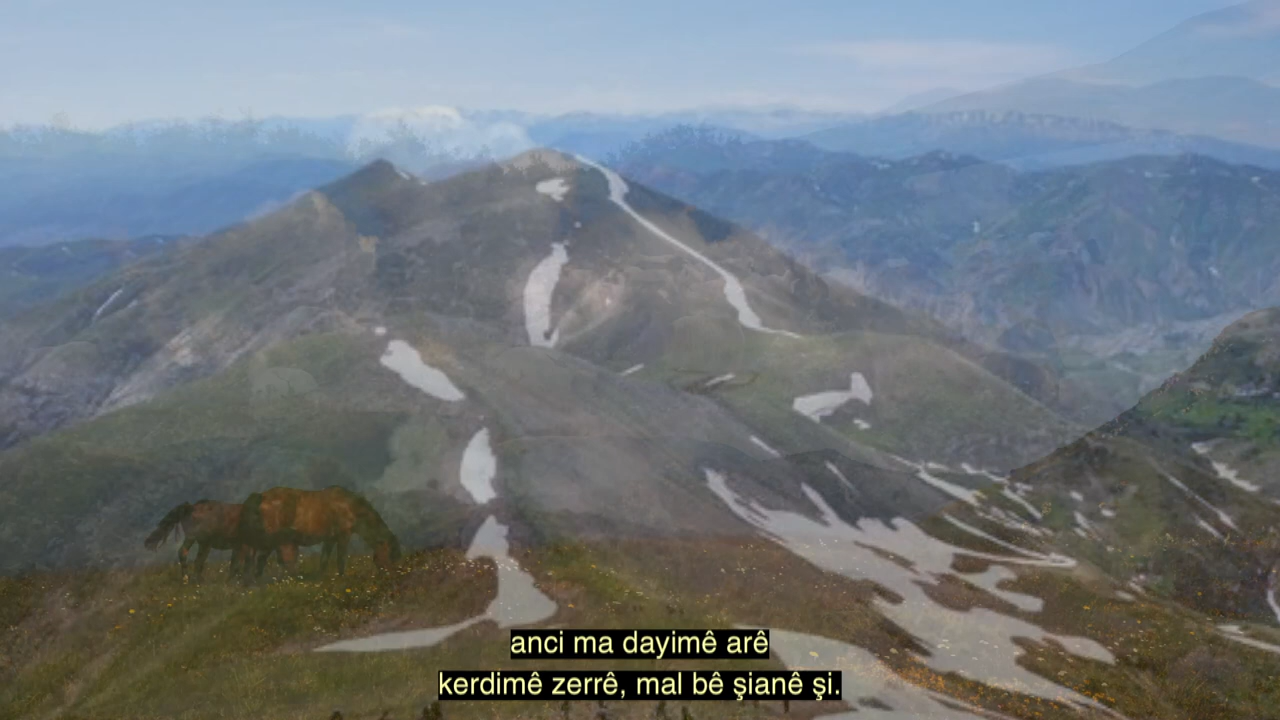 anci ma dayimê arê
kerdimê zerrê, mal bê şianê şi.